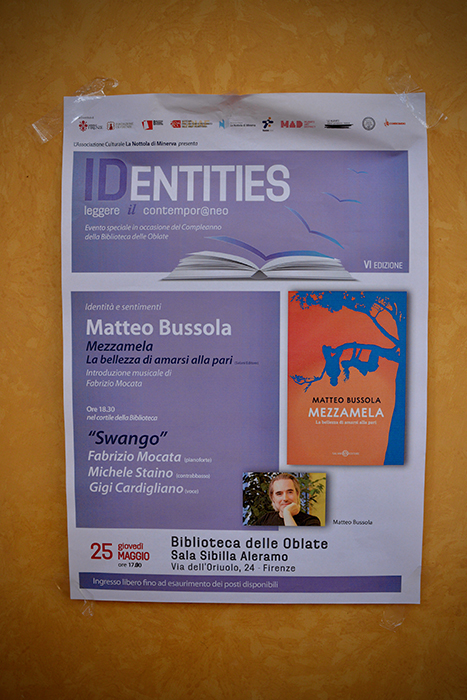 L'Associazione Culturale La Nottola di Minerva presenta
IDENTITIES
leggere il contempor@neo
Evento speciale in occasione del Compleanno
della Biblioteca delle Oblate
VI EDIZIONE
Identità e sentimenti
Matteo Bussola
Mezzamela
La bellezza di amarsi alla pari
Introduzione musicale di
Fabrizio Mocata
Ore 18.30
nel cortile della Biblioteca
“Swango”
Fabrizio Mocata (pianoforte)
Michele Staino (contrabbasso)
Gigi Cardigliano (voce)
MATTEO BUSSOLA
MEZZAMELA
La bellezza di amarsi alla pari
Matteo Bussola
25 giovedì
MAGGIO
ore 17.30
Biblioteca delle Oblate
Sala Sibilla Aleramo
Via dell'Oriuolo, 24 - Firenze
Ingresso libero fino ad esaurimento dei posti disponibili